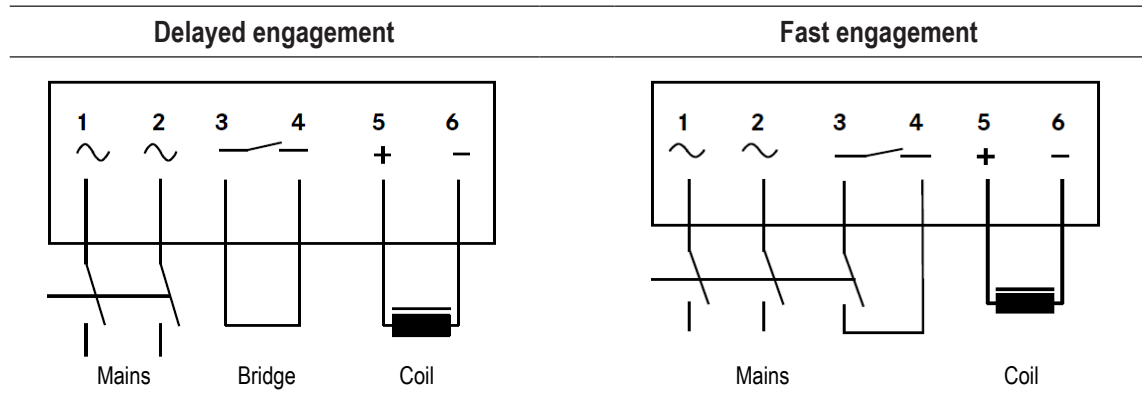 Delayed engagement
Fast engagement
1 2 3 4 5 6
+ −
1 2 3 4 5 6
+ −
Mains Bridge Coil
Mains Coil